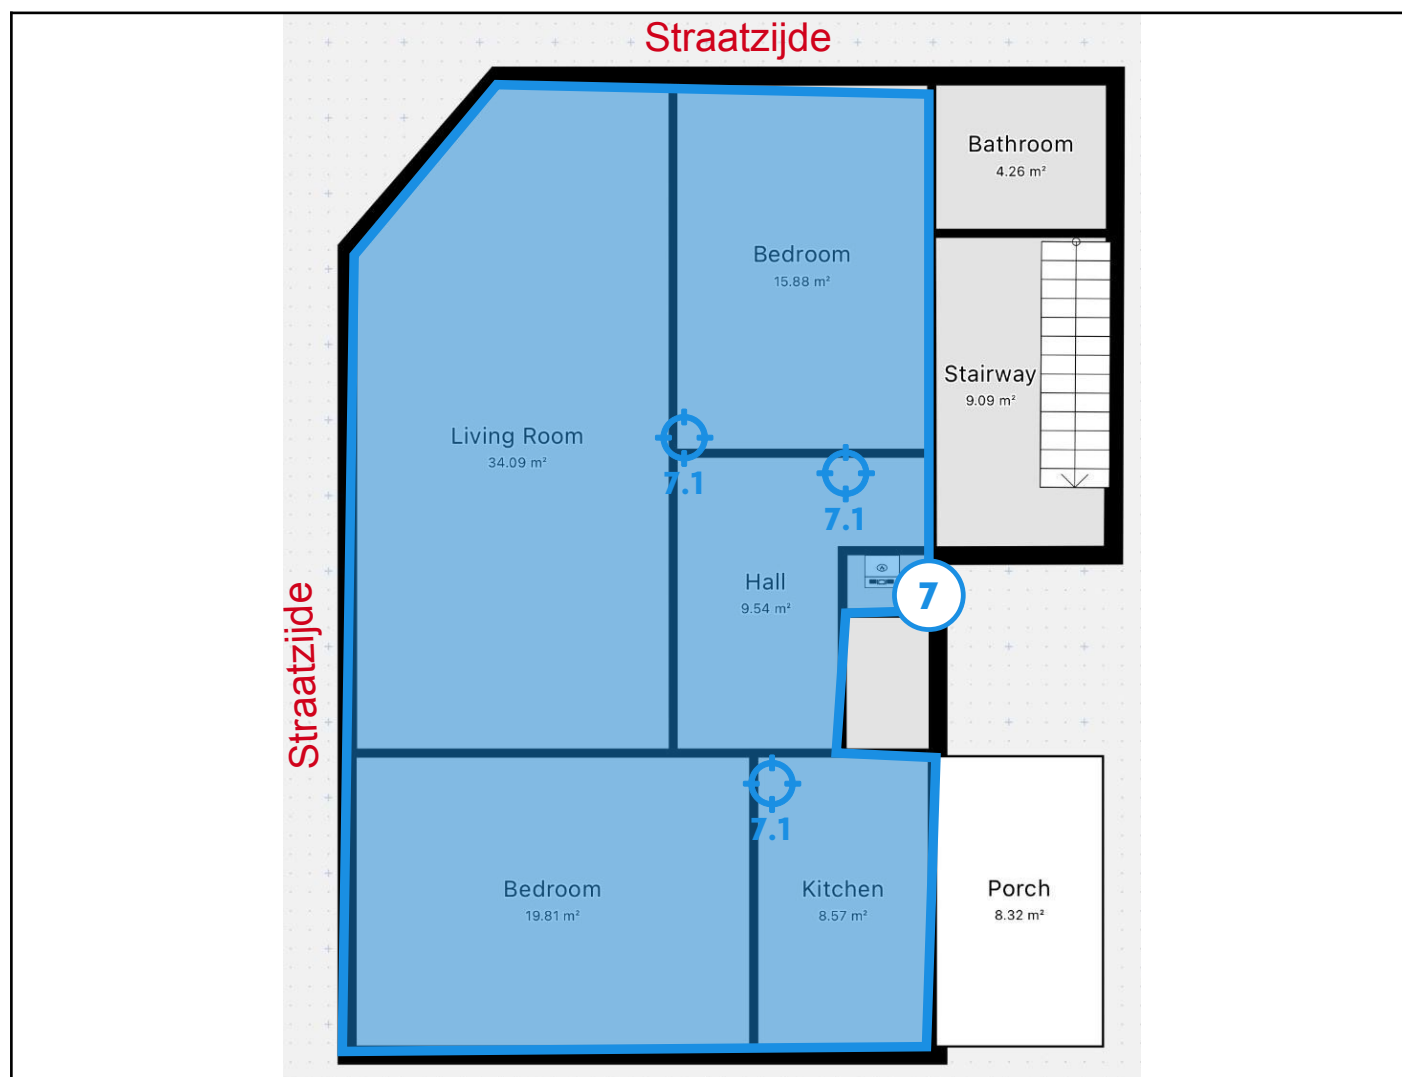 Straatzijde
Bathroom
4.26 m²
Bedroom
15.88 m²
Stairway
9.09 m²
Living Room
34.09 m²
7.1
7.1
Hall
9.54 m²
7
Straatzijde
7.1
Bedroom
19.81 m²
Kitchen
8.57 m²
Porch
8.32 m²